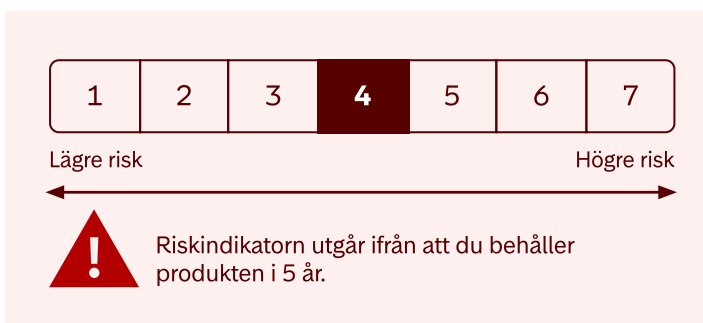 1 2 3 4 5 6 7
Lägre risk Högre risk
! Riskindikatorn utgår ifrån att du behåller
produkten i 5 år.